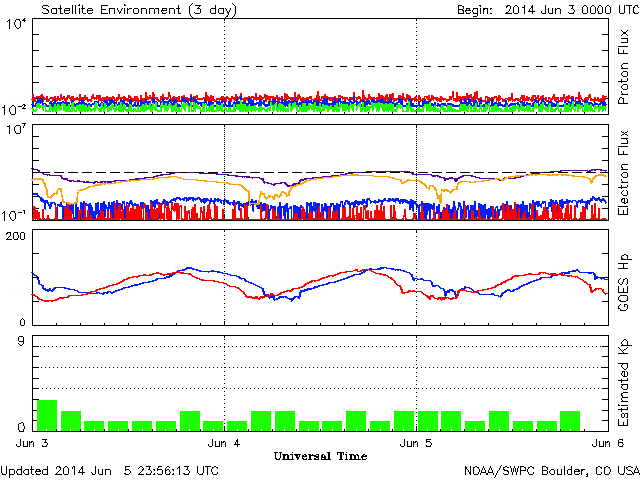 Satellite Environment (3 day) Begin: 2014 Jun 3 0000 UTC
10⁴
10⁻²
Proton Flux
10⁷
10⁻¹
Electron Flux
200
0
GOES Hp
9
0
Estimated Kp
Jun 3 Jun 4 Jun 5 Jun 6
Universal Time
Updated 2014 Jun 5 23:56:13 UTC NOAA/SWPC Boulder, CO USA